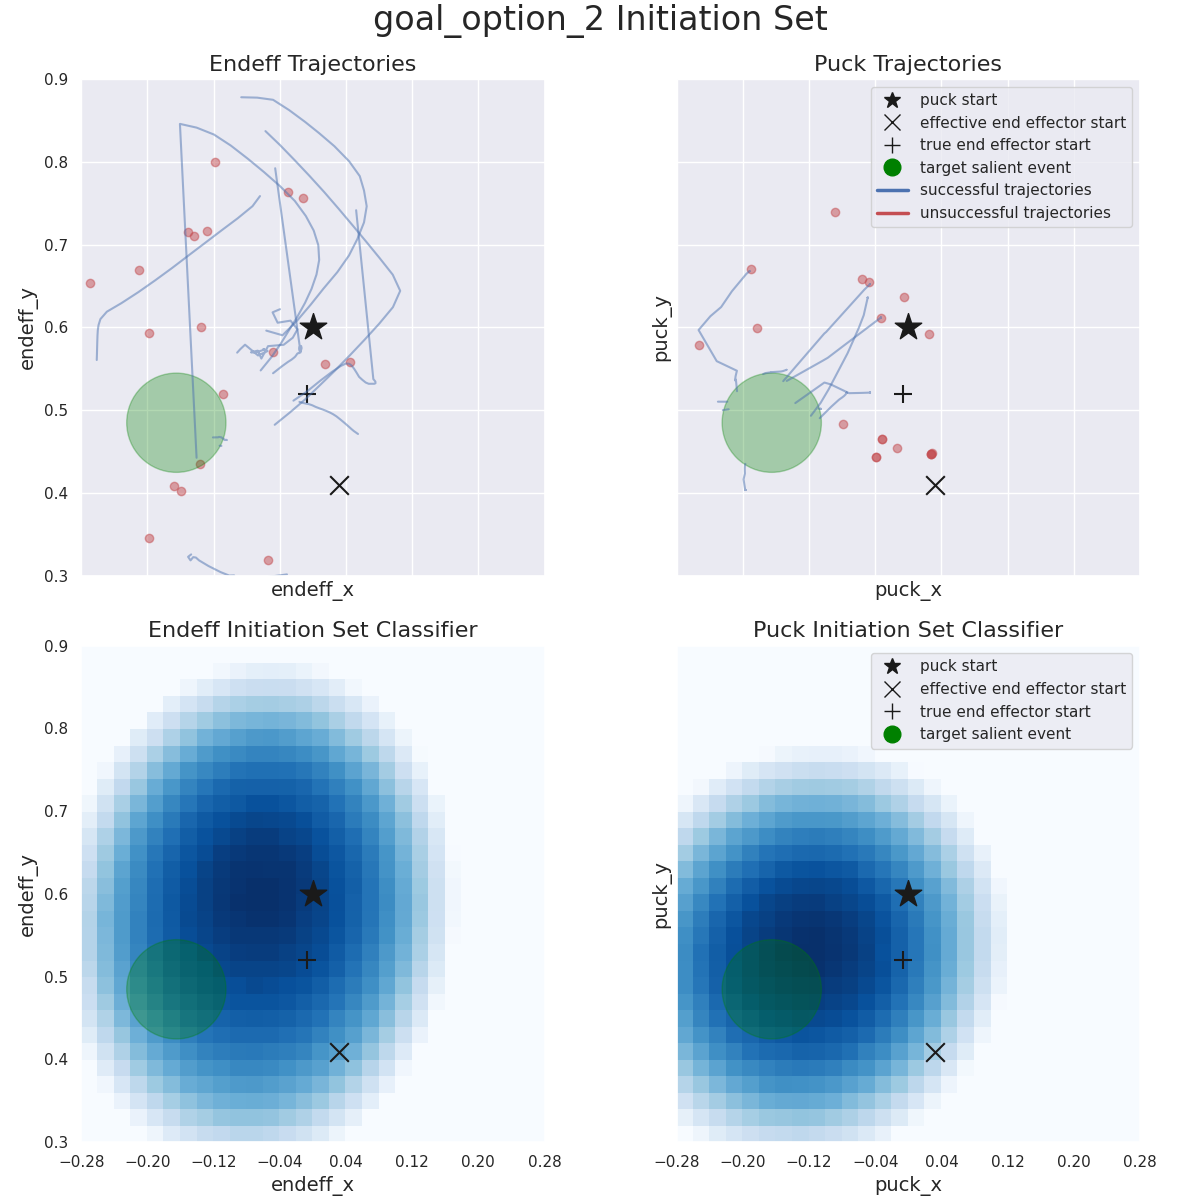 goal_option_2 Initiation Set
Endeff Trajectories
0.9
0.8
0.7
0.6
0.5
0.4
0.3
endeff_y
endeff_x
Puck Trajectories
puck start
effective end effector start
true end effector start
target salient event
successful trajectories
unsuccessful trajectories
puck_y
puck_x
Endeff Initiation Set Classifier
0.9
0.8
0.7
0.6
0.5
0.4
0.3
endeff_y
−0.28 −0.20 −0.12 −0.04 0.04 0.12 0.20 0.28
endeff_x
Puck Initiation Set Classifier
puck start
effective end effector start
true end effector start
target salient event
puck_y
−0.28 −0.20 −0.12 −0.04 0.04 0.12 0.20 0.28
puck_x